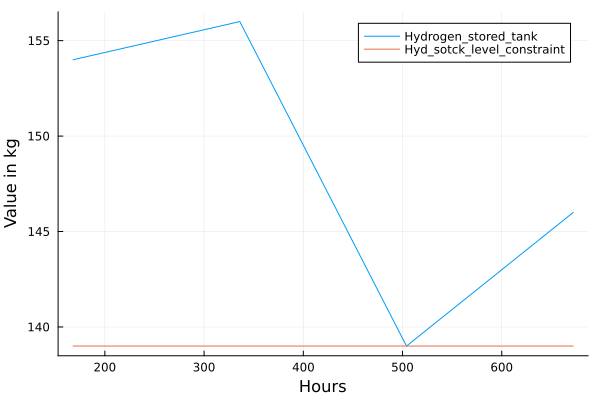 Hydrogen_stored_tank
Hyd_sotck_level_constraint
155
150
145
140
Value in kg
200 300 400 500 600
Hours